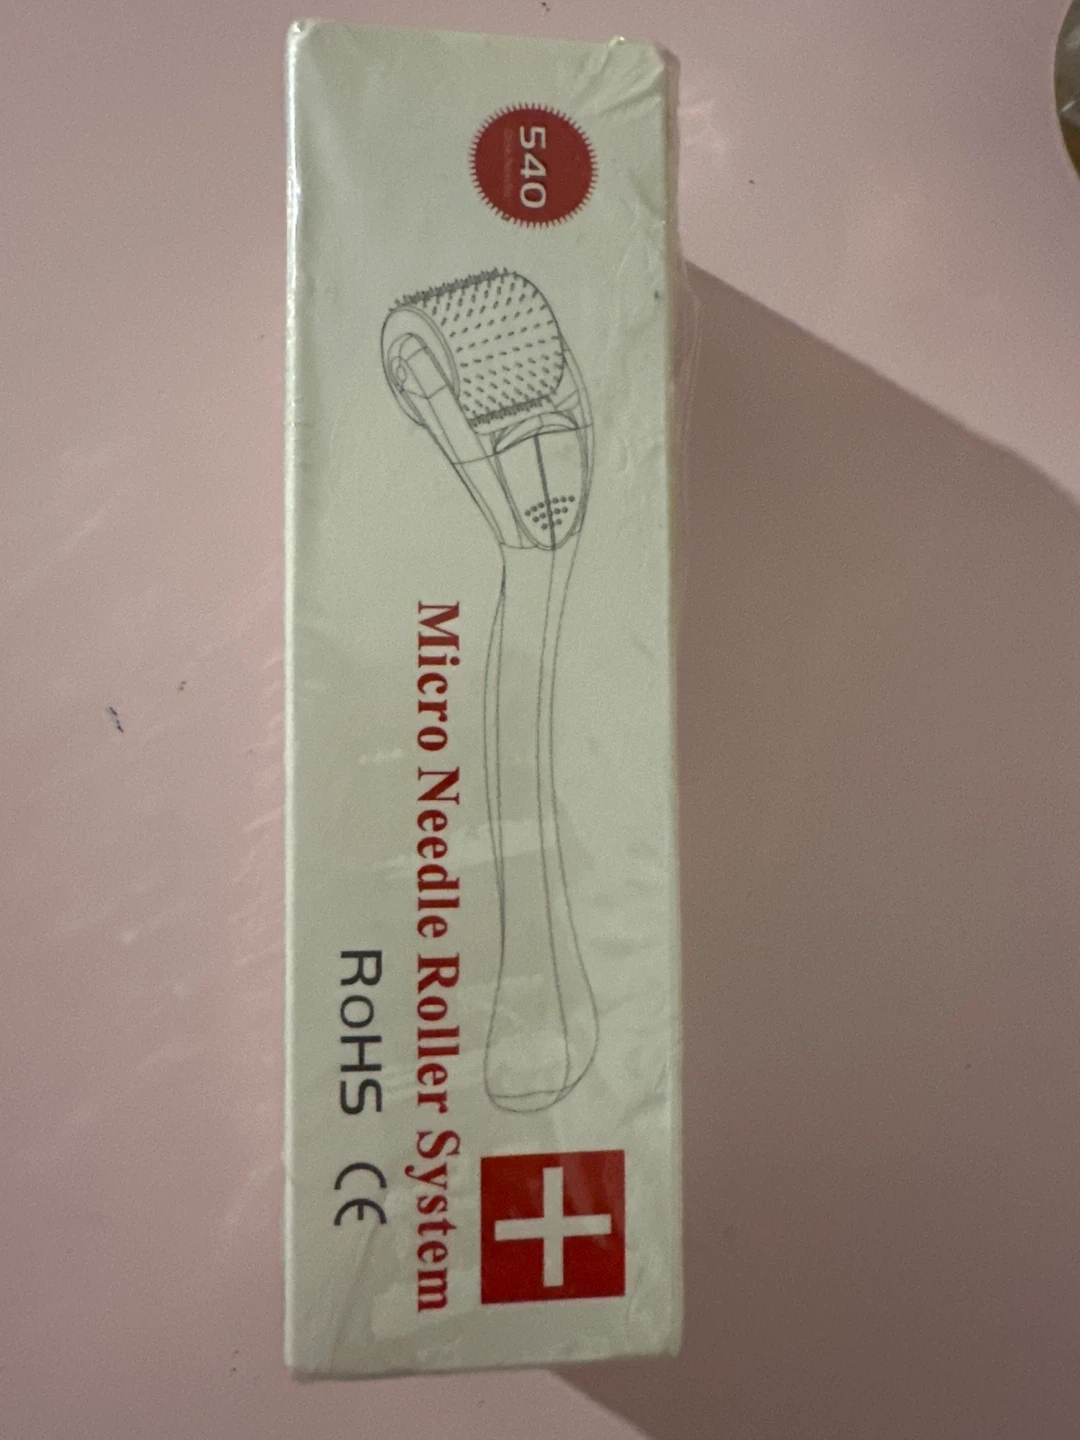 540
Micro Needle Roller System
RoHS CE